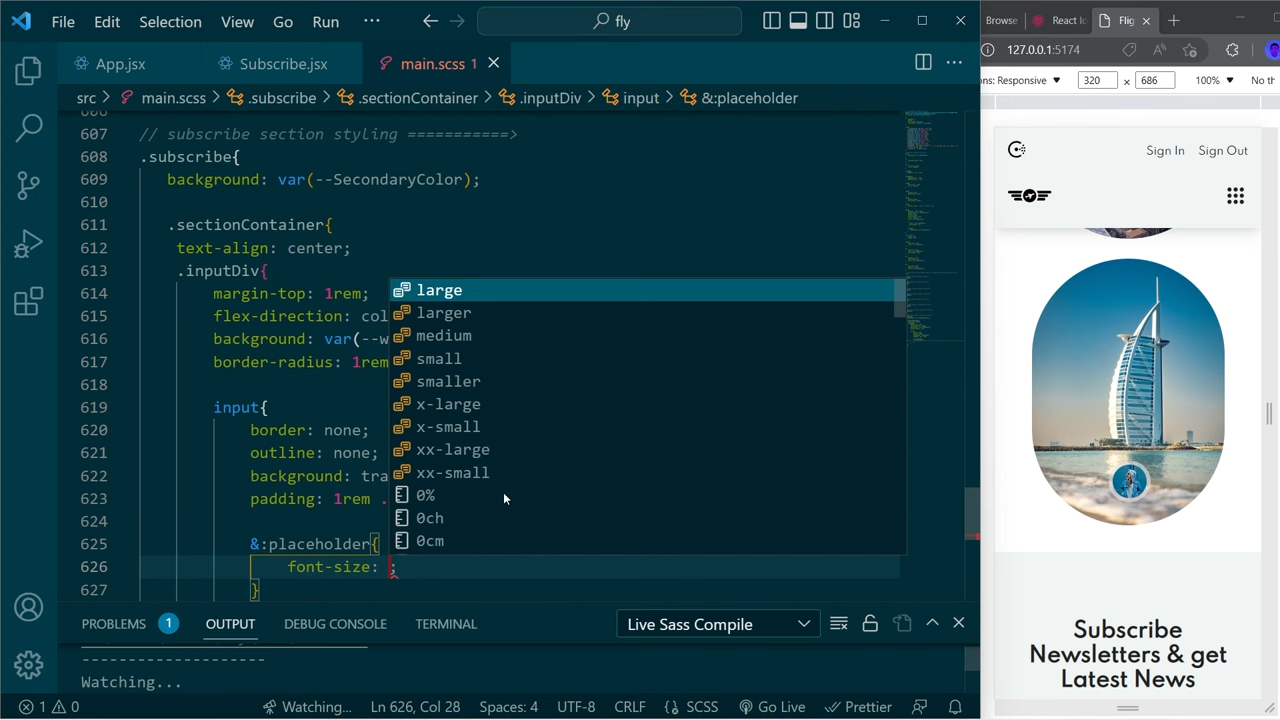 File Edit Selection View Go Run ··· fly
App.jsx Subscribe.jsx main.scss 1
src > main.scss > .subscribe > .sectionContainer > .inputDiv > input > &:placeholder
607 // subscribe section styling ===========>
608 .subscribe{
609 background: var(--SecondaryColor);
610
611 .sectionContainer{
612 text-align: center;
613 .inputDiv{
614 margin-top: 1rem;
615 flex-direction: col
616 background: var(--w
617 border-radius: 1rem
618
619 input{
620 border: none;
621 outline: none;
622 background: tra
623 padding: 1rem .
624
625 &:placeholder{
626 font-size: ;
627 }
large
larger
medium
small
smaller
x-large
x-small
xx-large
xx-small
0%
0ch
0cm
PROBLEMS 1 OUTPUT DEBUG CONSOLE TERMINAL Live Sass Compile
--------------------
Watching...
1 0 Watching... Ln 626, Col 28 Spaces: 4 UTF-8 CRLF SCSS Go Live Prettier
Browse React Ic Flig
127.0.0.1:5174
ons: Responsive 320 × 686 100% No th
Sign In Sign Out
Subscribe
Newsletters & get
Latest News